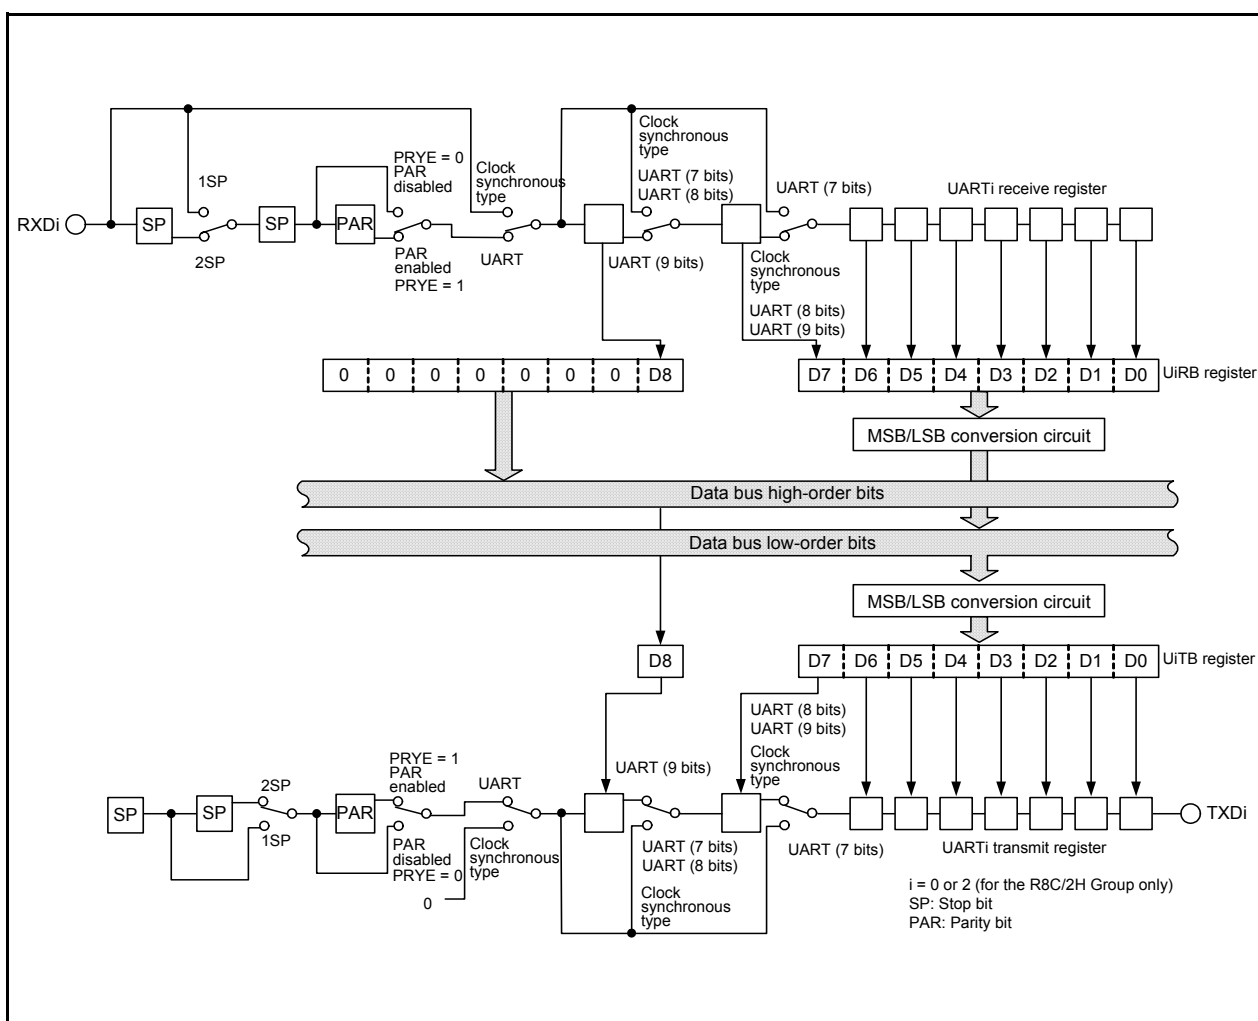 Clock
synchronous
type
PRYE = 0
PAR
disabled
Clock
synchronous
type
UART (7 bits)
UART (8 bits)
UART (7 bits)
UARTi receive register
1SP
RXDi
SP
SP
PAR
2SP
PAR
enabled
PRYE = 1
UART
UART (9 bits)
Clock
synchronous
type
UART (8 bits)
UART (9 bits)
0 0 0 0 0 0 0 D8
D7 D6 D5 D4 D3 D2 D1 D0
UiRB register
MSB/LSB conversion circuit
Data bus high-order bits
Data bus low-order bits
MSB/LSB conversion circuit
D8
D7 D6 D5 D4 D3 D2 D1 D0
UiTB register
UART (8 bits)
UART (9 bits)
PRYE = 1
PAR
enabled
UART
UART (9 bits)
Clock
synchronous
type
2SP
SP
SP
PAR
TXDi
1SP
PAR
disabled
PRYE = 0
Clock
synchronous
type
0
UART (7 bits)
UART (8 bits)
Clock
synchronous
type
UART (7 bits)
UARTi transmit register
i = 0 or 2 (for the R8C/2H Group only)
SP: Stop bit
PAR: Parity bit